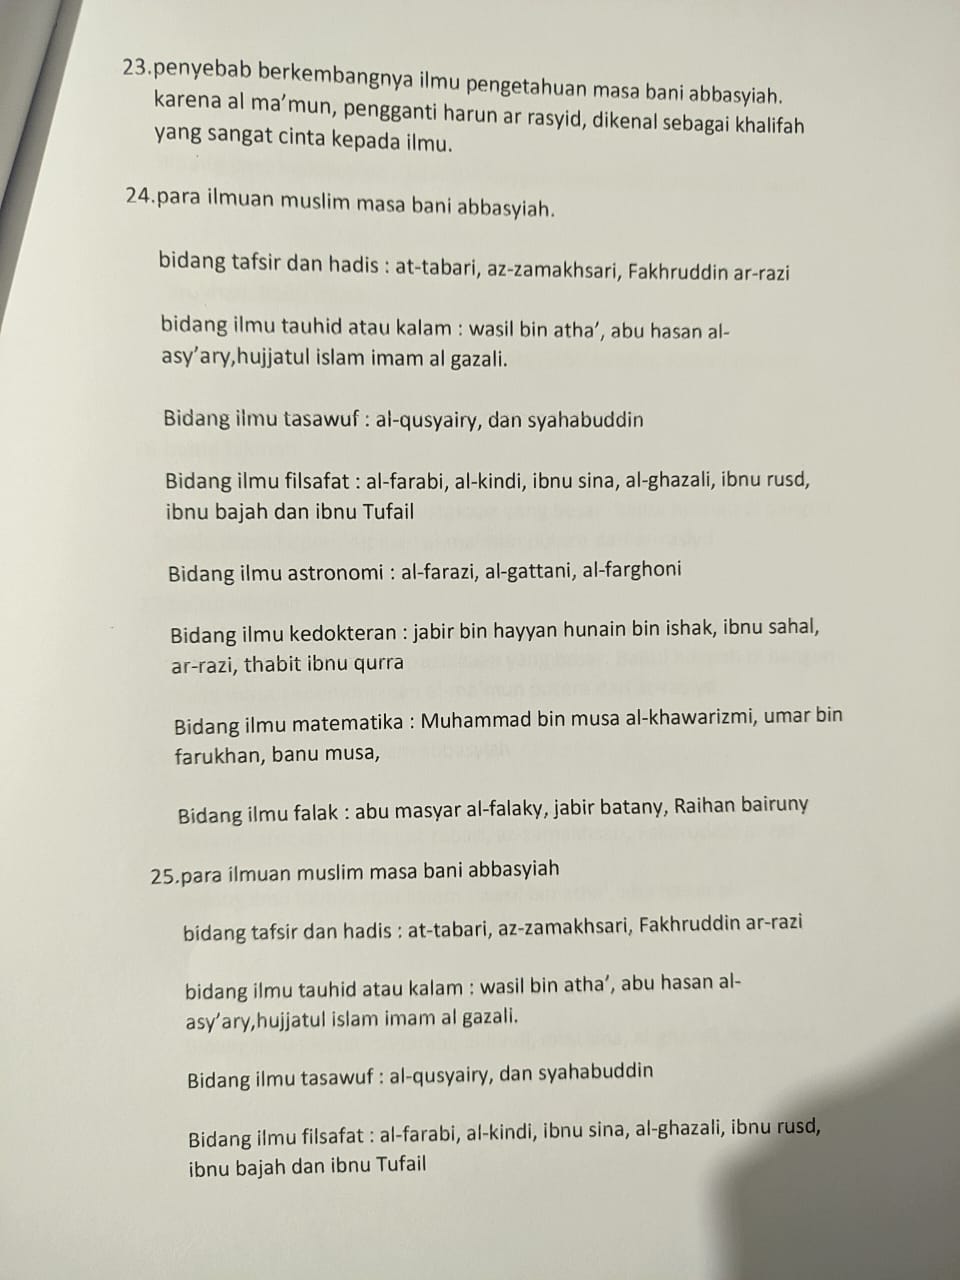 23.penyebab berkembangnya ilmu pengetahuan masa bani abbasyiah.
karena al ma’mun, pengganti harun ar rasyid, dikenal sebagai khalifah
yang sangat cinta kepada ilmu.
24.para ilmuan muslim masa bani abbasyiah.
bidang tafsir dan hadis : at-tabari, az-zamakhsari, Fakhruddin ar-razi
bidang ilmu tauhid atau kalam : wasil bin atha’, abu hasan al-
asy’ary,hujjatul islam imam al gazali.
Bidang ilmu tasawuf : al-qusyairy, dan syahabuddin
Bidang ilmu filsafat : al-farabi, al-kindi, ibnu sina, al-ghazali, ibnu rusd,
ibnu bajah dan ibnu Tufail
Bidang ilmu astronomi : al-farazi, al-gattani, al-farghoni
Bidang ilmu kedokteran : jabir bin hayyan hunain bin ishak, ibnu sahal,
ar-razi, thabit ibnu qurra
Bidang ilmu matematika : Muhammad bin musa al-khawarizmi, umar bin
farukhan, banu musa,
Bidang ilmu falak : abu masyar al-falaky, jabir batany, Raihan bairuny
25.para ilmuan muslim masa bani abbasyiah
bidang tafsir dan hadis : at-tabari, az-zamakhsari, Fakhruddin ar-razi
bidang ilmu tauhid atau kalam : wasil bin atha’, abu hasan al-
asy’ary,hujjatul islam imam al gazali.
Bidang ilmu tasawuf : al-qusyairy, dan syahabuddin
Bidang ilmu filsafat : al-farabi, al-kindi, ibnu sina, al-ghazali, ibnu rusd,
ibnu bajah dan ibnu Tufail